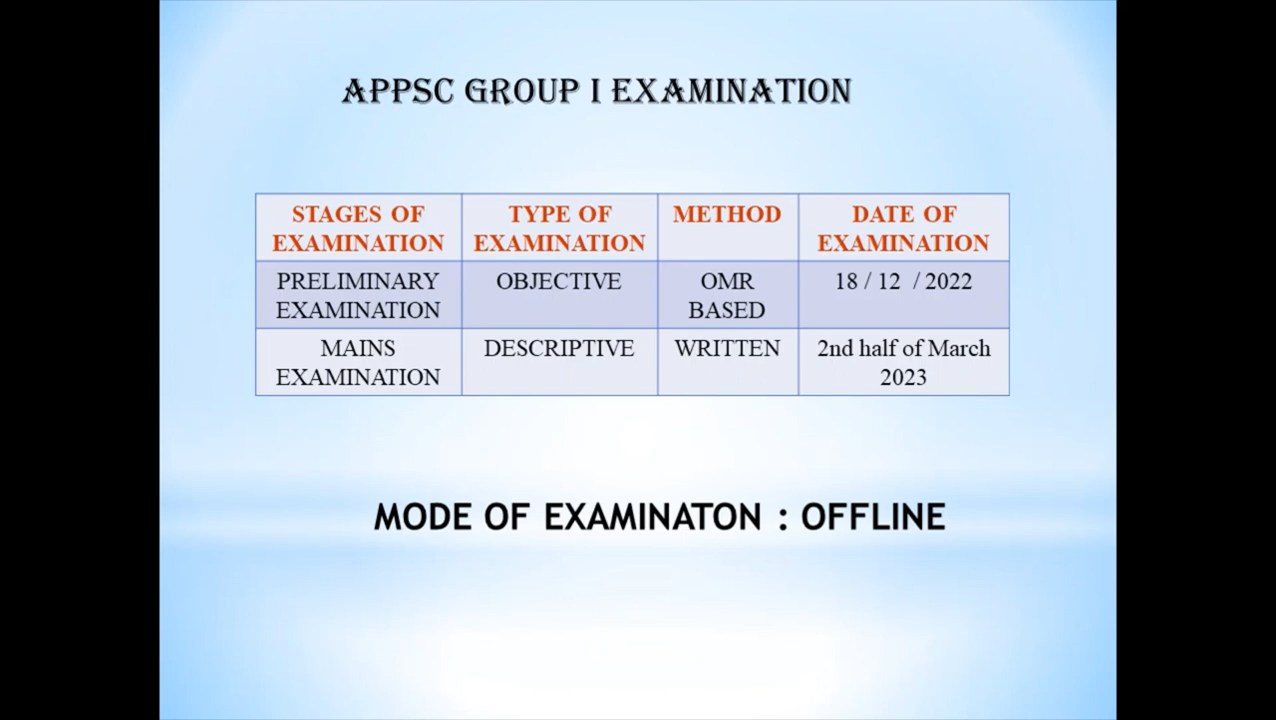 APPSC GROUP I EXAMINATION
STAGES OF EXAMINATION TYPE OF EXAMINATION METHOD DATE OF EXAMINATION
PRELIMINARY EXAMINATION OBJECTIVE OMR BASED 18 / 12 / 2022
MAINS EXAMINATION DESCRIPTIVE WRITTEN 2nd half of March 2023
MODE OF EXAMINATON : OFFLINE